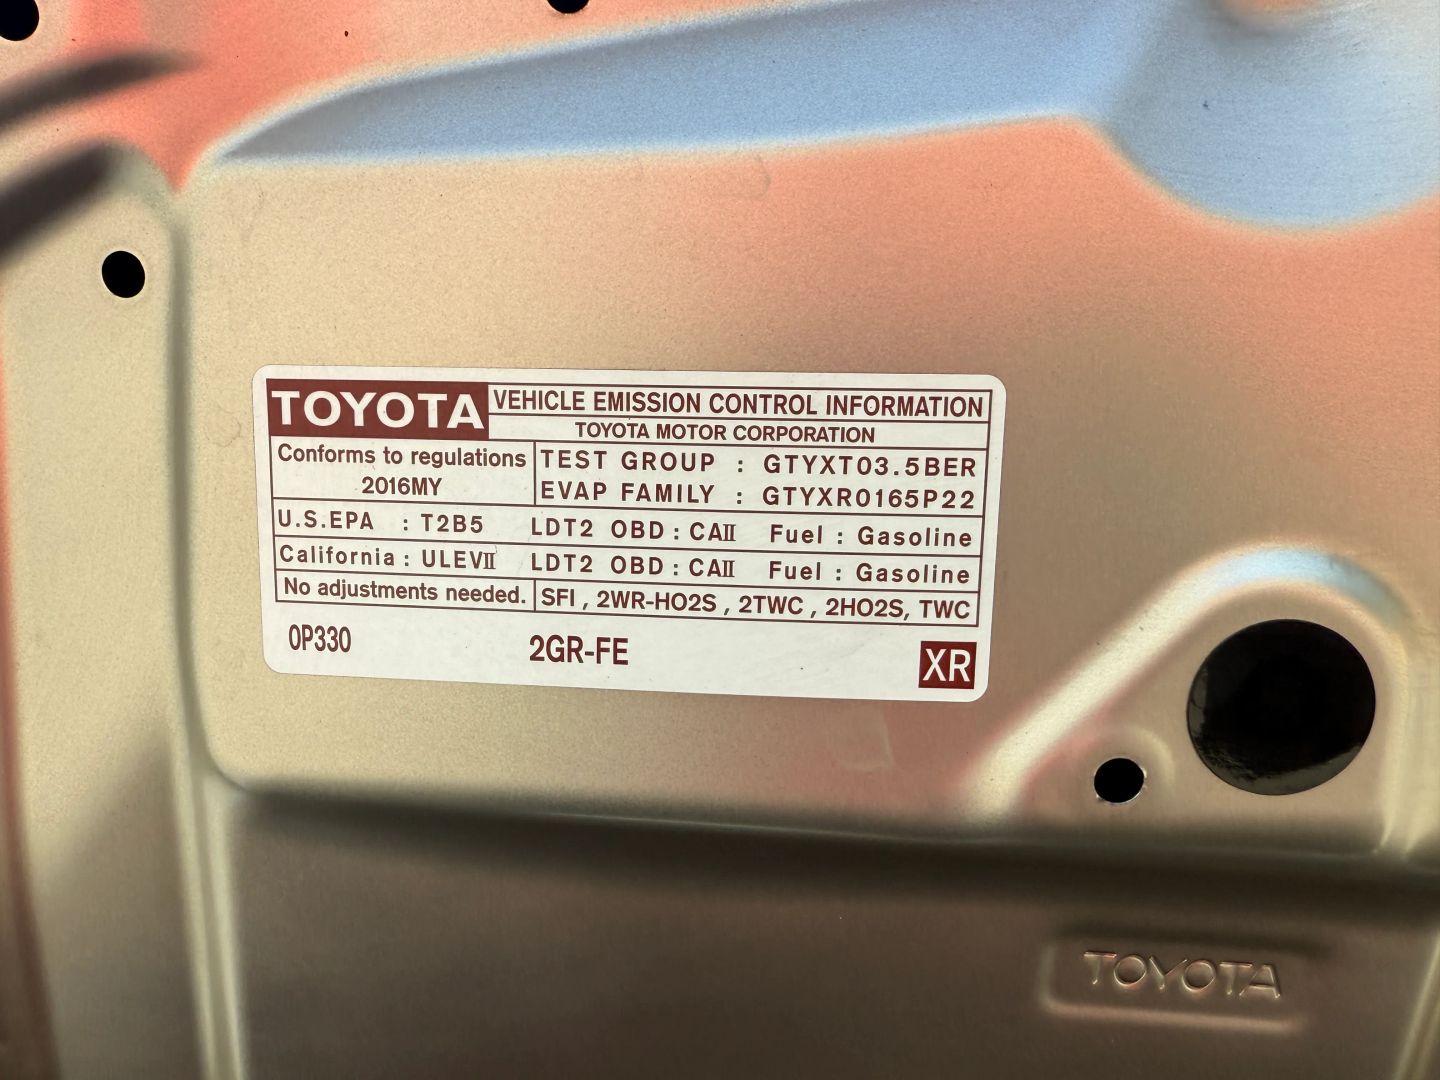 TOYOTA VEHICLE EMISSION CONTROL INFORMATION
TOYOTA MOTOR CORPORATION
Conforms to regulations
2016MY
TEST GROUP : GTYXT03.5BER
EVAP FAMILY : GTYXR0165P22
U.S.EPA : T2B5 LDT2 OBD : CAII Fuel : Gasoline
California : ULEVII LDT2 OBD : CAII Fuel : Gasoline
No adjustments needed. SFI , 2WR-HO2S , 2TWC , 2HO2S, TWC
0P330 2GR-FE XR
TOYOTA